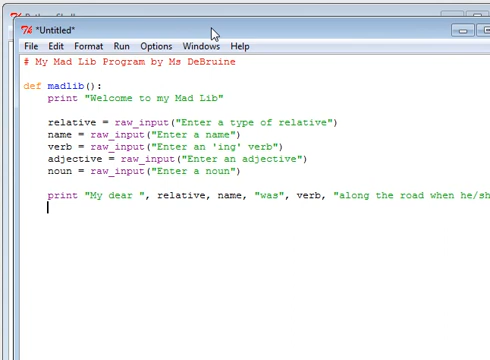 Python Shell
*Untitled*
File Edit Format Run Options Windows Help
# My Mad Lib Program by Ms DeBruine
def madlib():
print "Welcome to my Mad Lib"
relative = raw_input("Enter a type of relative")
name = raw_input("Enter a name")
verb = raw_input("Enter an 'ing' verb")
adjective = raw_input("Enter an adjective")
noun = raw_input("Enter a noun")
print "My dear ", relative, name, "was", verb, "along the road when he/sh